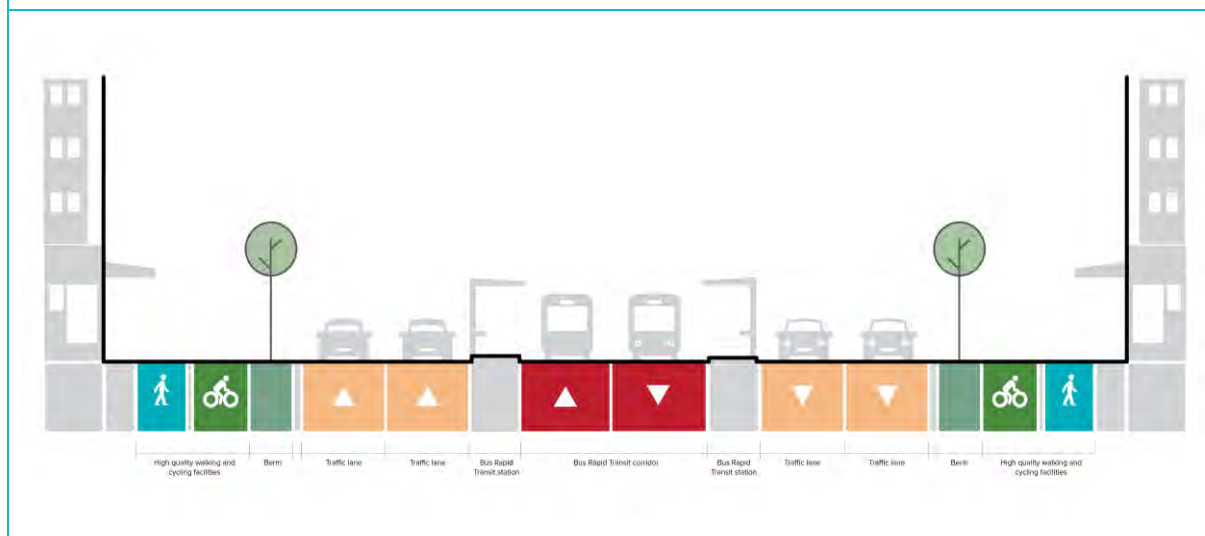 High quality walking and
cycling facilities
Berm
Traffic lane
Traffic lane
Bus Rapid
Transit station
Bus Rapid Transit corridor
Bus Rapid
Transit station
Traffic lane
Traffic lane
Berm
High quality walking and
cycling facilities